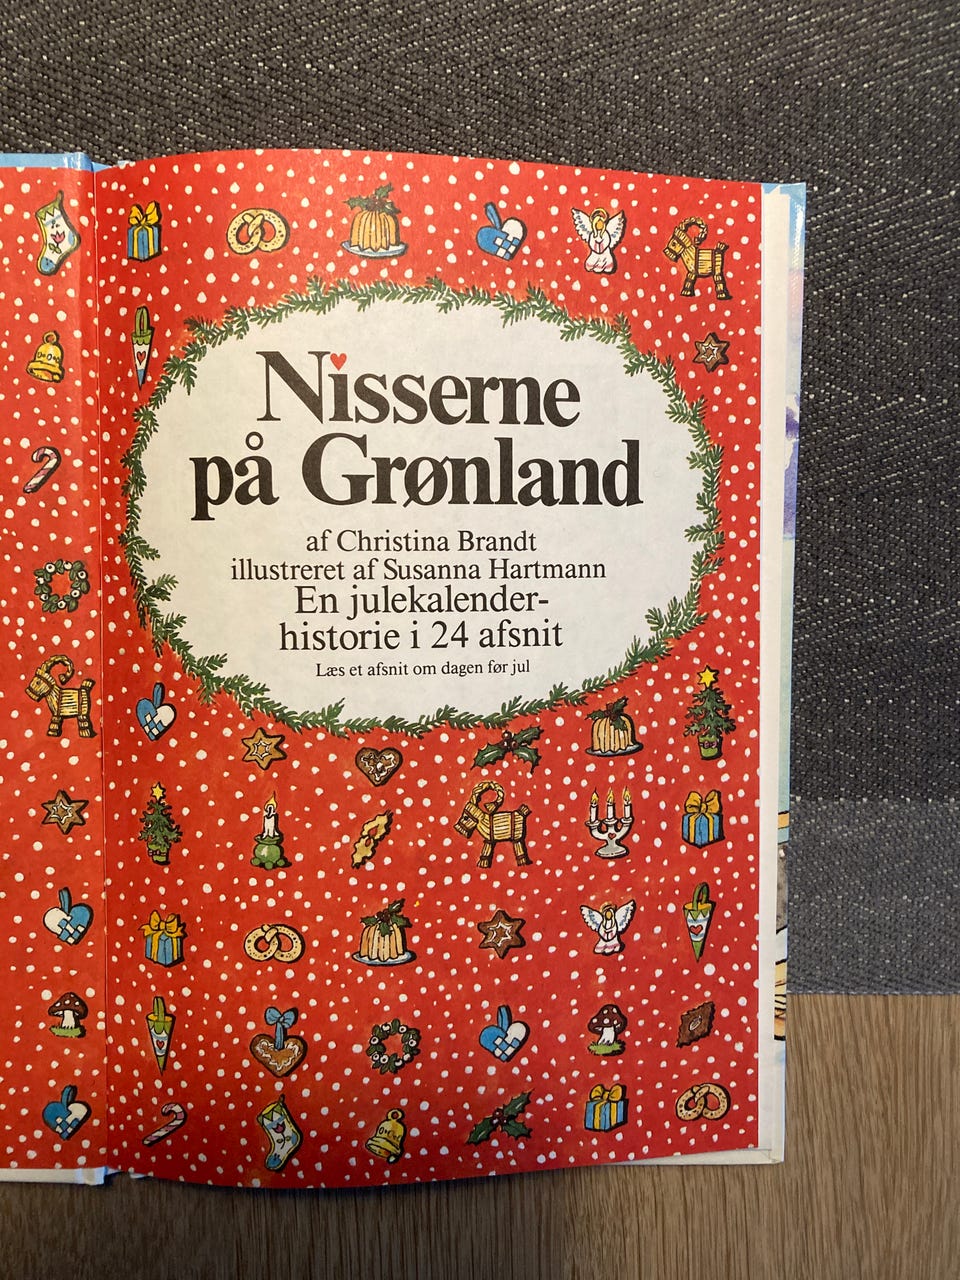 Nisserne
på Grønland
af Christina Brandt
illustreret af Susanna Hartmann
En julekalender-
historie i 24 afsnit
Læs et afsnit om dagen før jul